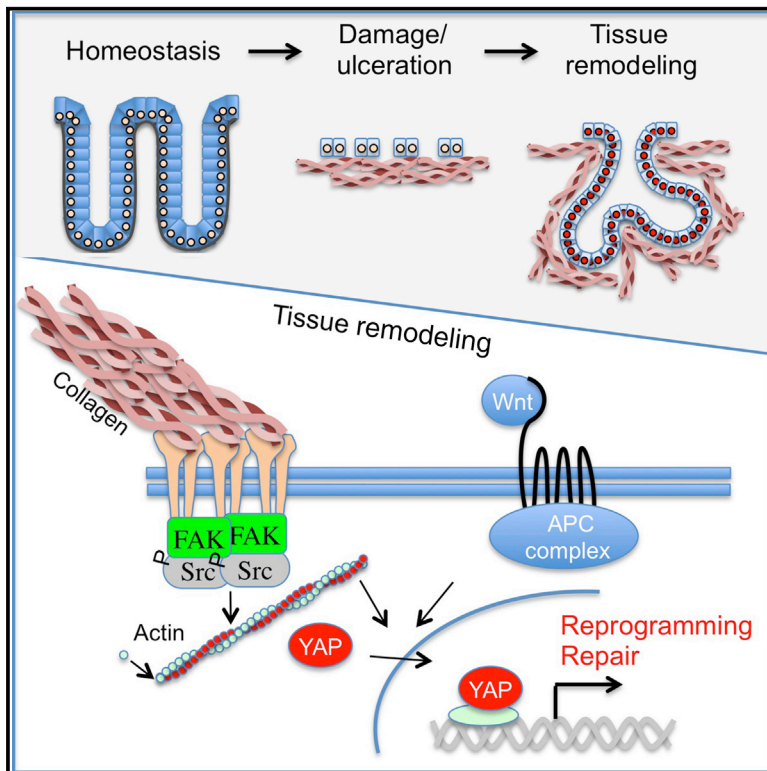 Homeostasis
Damage/
ulceration
Tissue
remodeling
Tissue remodeling
Collagen
Wnt
APC
complex
FAK
FAK
P
P
Src
Src
Actin
YAP
Reprogramming
Repair
YAP